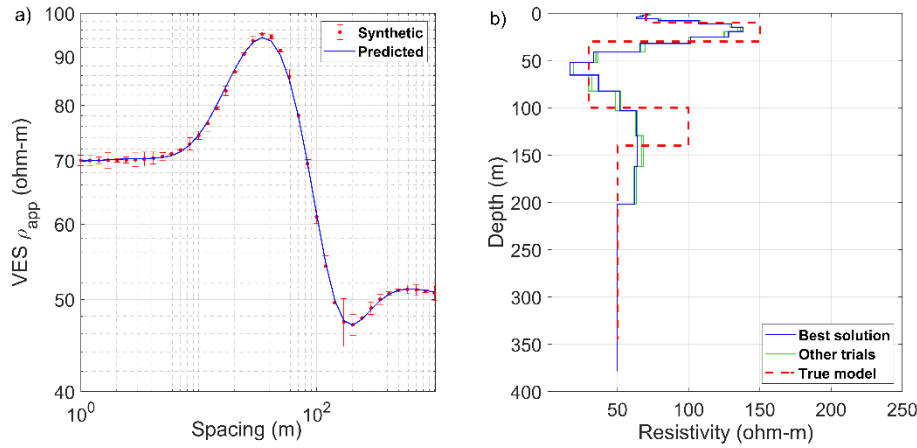 a)
100
90
80
70
60
50
40
VES ρapp (ohm-m)
10^0
10^2
Spacing (m)
Synthetic
Predicted
b)
0
50
100
150
200
250
300
350
400
Depth (m)
50
100
150
200
250
Resistivity (ohm-m)
Best solution
Other trials
True model